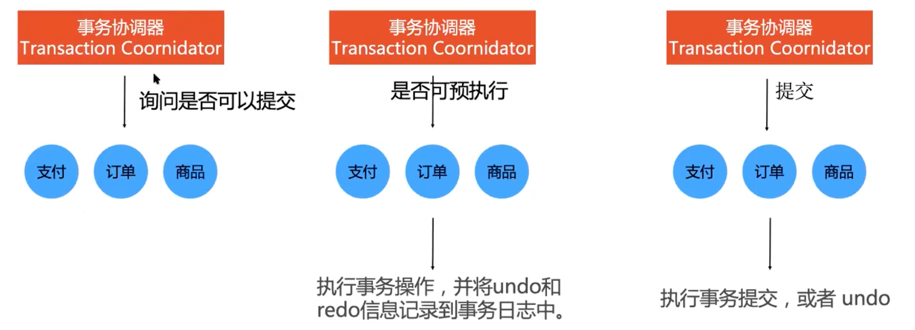 事务协调器
Transaction Coornidator
询问是否可以提交
支付
订单
商品
事务协调器
Transaction Coornidator
是否可预执行
支付
订单
商品
执行事务操作，并将undo和
redo信息记录到事务日志中。
事务协调器
Transaction Coornidator
提交
支付
订单
商品
执行事务提交，或者 undo